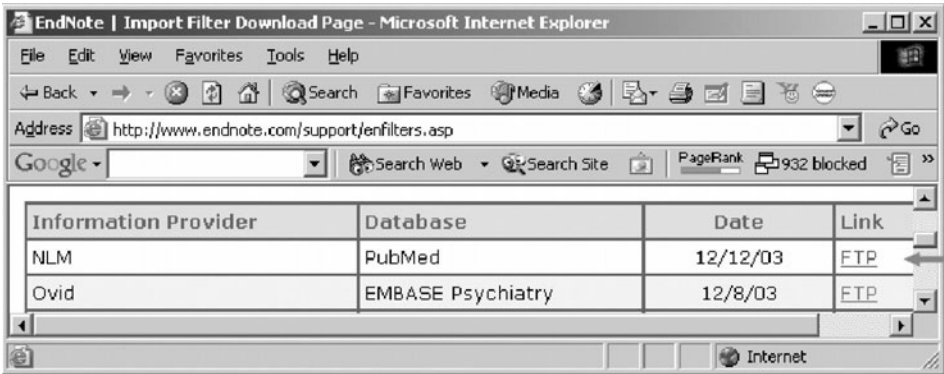 EndNote | Import Filter Download Page - Microsoft Internet Explorer
File Edit View Favorites Tools Help
Back Search Favorites Media
Address http://www.endnote.com/support/enfilters.asp Go
Google Search Web Search Site PageRank 932 blocked »
Information Provider Database Date Link
NLM PubMed 12/12/03 FTP
Ovid EMBASE Psychiatry 12/8/03 FTP
Internet